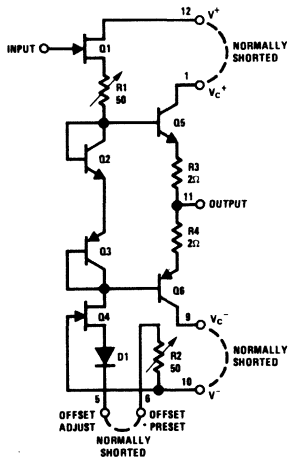 12 V+
INPUT
Q1
NORMALLY
SHORTED
R1
50
1 VC+
Q5
Q2
R3
2Ω
11 OUTPUT
R4
2Ω
Q3
Q6
Q4
9 VC−
D1
R2
50
NORMALLY
SHORTED
10 V−
5 6
OFFSET
ADJUST
OFFSET
PRESET
NORMALLY
SHORTED